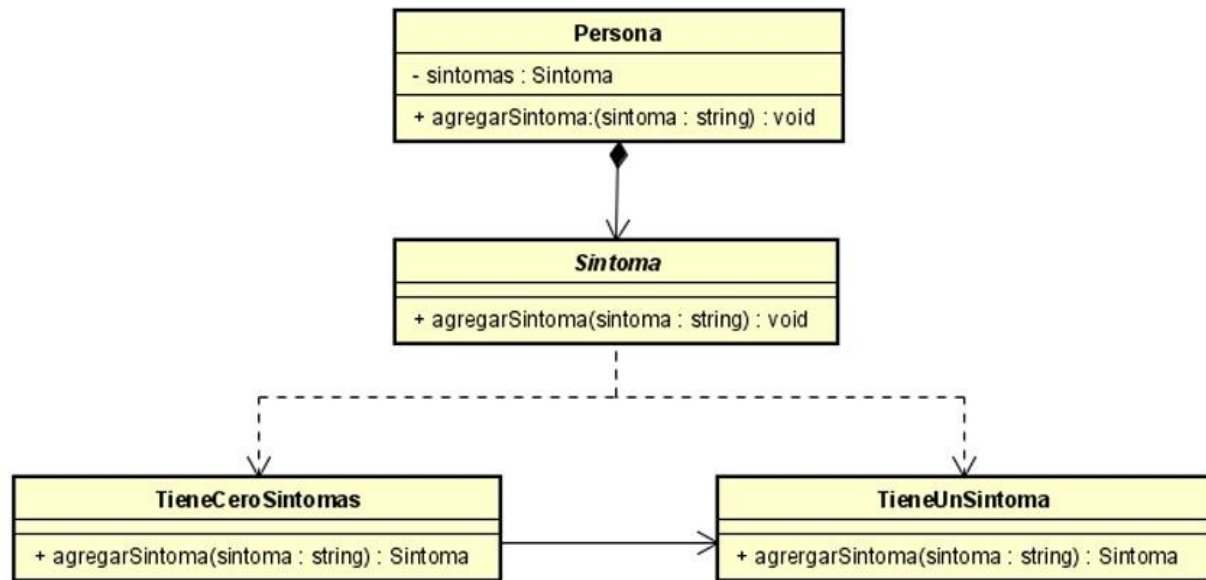 Persona
- sintomas : Sintoma
+ agregarSintoma:(sintoma : string) : void
Sintoma
+ agregarSintoma(sintoma : string) : void
TieneCeroSintomas
+ agregarSintoma(sintoma : string) : Sintoma
TieneUnSintoma
+ agrergarSintoma(sintoma : string) : Sintoma